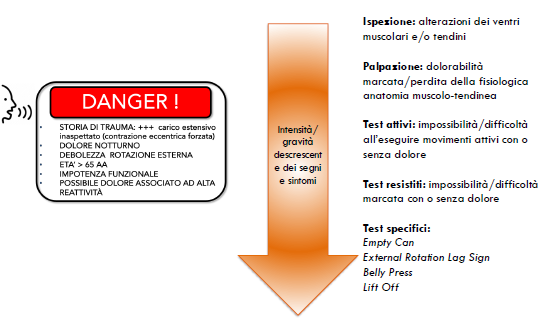 DANGER !
• STORIA DI TRAUMA: +++ carico estensivo
inaspettato (contrazione eccentrica forzata)
• DOLORE NOTTURNO
• DEBOLEZZA ROTAZIONE ESTERNA
• ETA' > 65 AA
• IMPOTENZA FUNZIONALE
• POSSIBILE DOLORE ASSOCIATO AD ALTA
REATTIVITÀ
Intensità/
gravità
descrescent
e dei segni
e sintomi
Ispezione: alterazioni dei ventri
muscolari e/o tendini
Palpazione: dolorabilità
marcata/perdita della fisiologica
anatomia muscolo-tendinea
Test attivi: impossibilità/difficoltà
all'eseguire movimenti attivi con o
senza dolore
Test resistiti: impossibilità/difficoltà
marcata con o senza dolore
Test specifici:
Empty Can
External Rotation Lag Sign
Belly Press
Lift Off